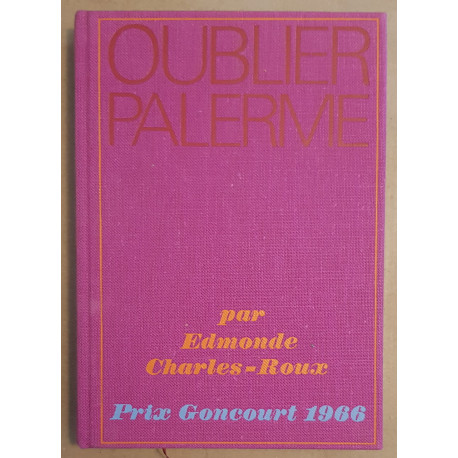 OUBLIER
PALERME
par
Edmonde
Charles-Roux
Prix Goncourt 1966